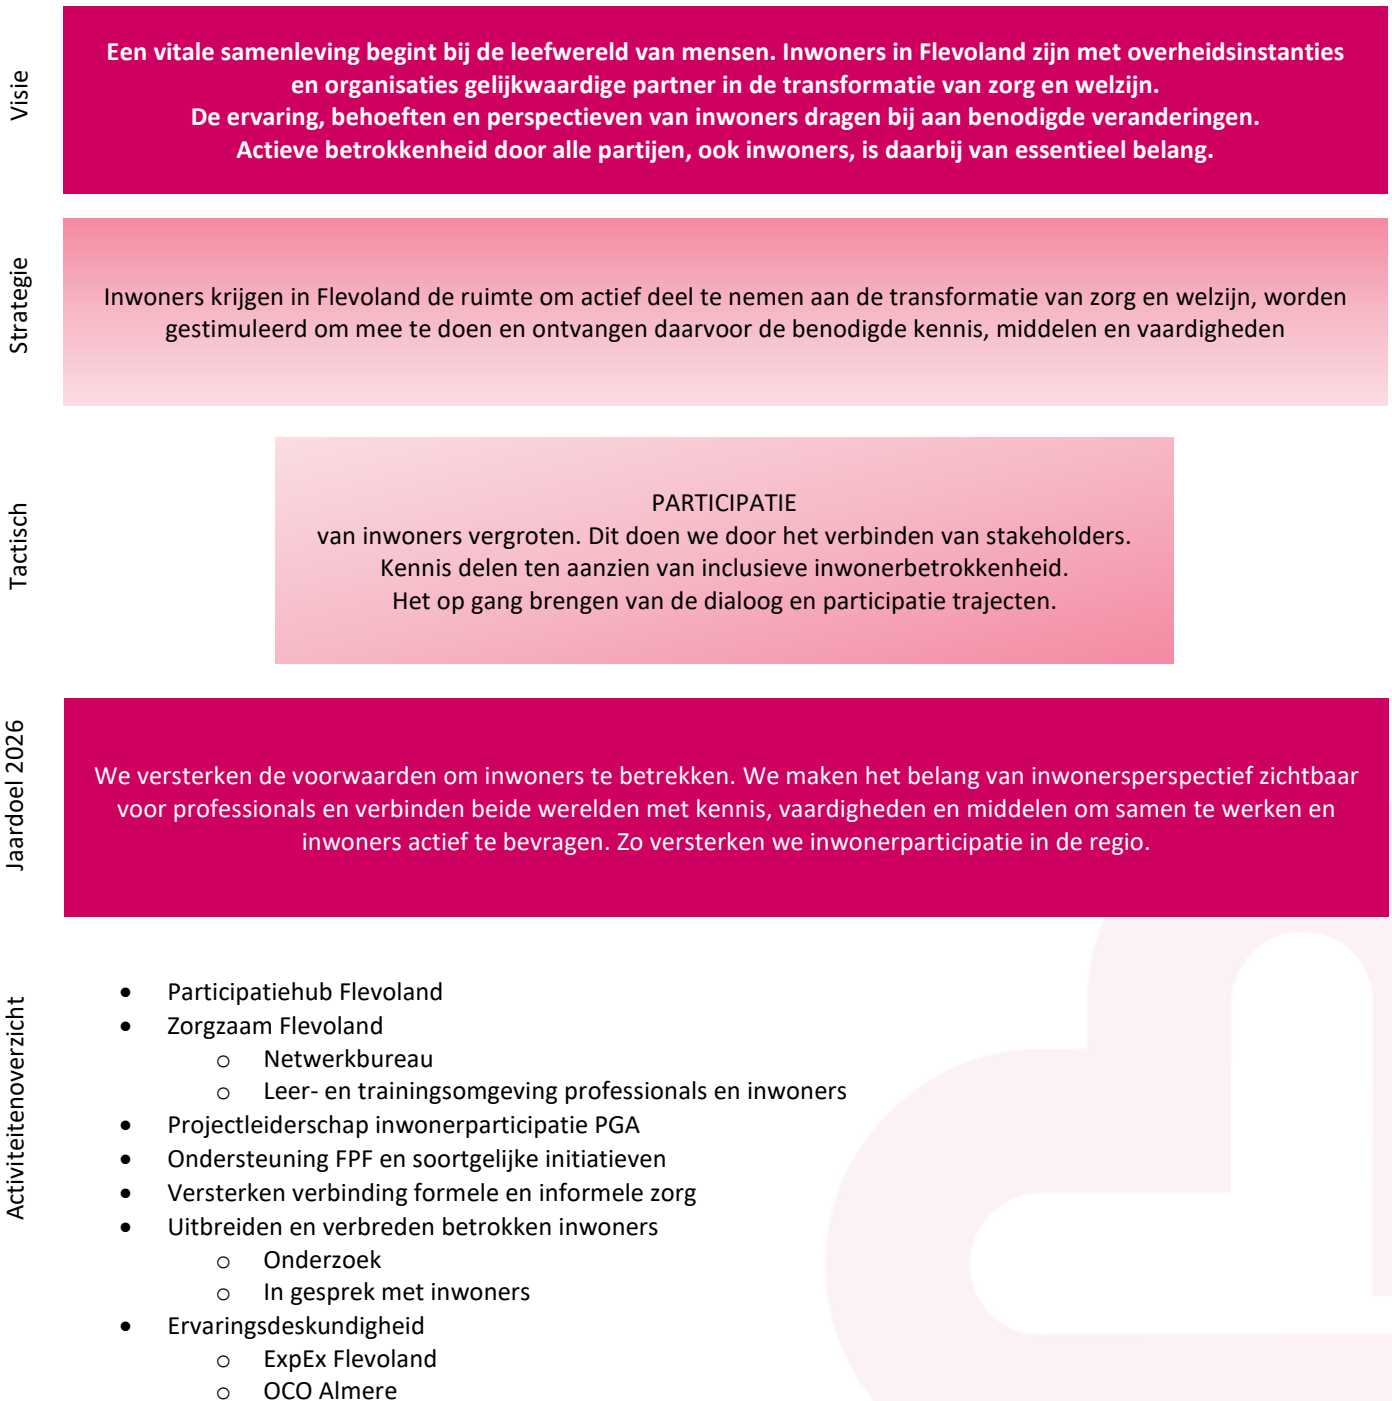 Visie
Een vitale samenleving begint bij de leefwereld van mensen. Inwoners in Flevoland zijn met overheidsinstanties
en organisaties gelijkwaardige partner in de transformatie van zorg en welzijn.
De ervaring, behoeften en perspectieven van inwoners dragen bij aan benodigde veranderingen.
Actieve betrokkenheid door alle partijen, ook inwoners, is daarbij van essentieel belang.
Strategie
Inwoners krijgen in Flevoland de ruimte om actief deel te nemen aan de transformatie van zorg en welzijn, worden
gestimuleerd om mee te doen en ontvangen daarvoor de benodigde kennis, middelen en vaardigheden
Tactisch
PARTICIPATIE
van inwoners vergroten. Dit doen we door het verbinden van stakeholders.
Kennis delen ten aanzien van inclusieve inwonerbetrokkenheid.
Het op gang brengen van de dialoog en participatie trajecten.
Jaardoel 2026
We versterken de voorwaarden om inwoners te betrekken. We maken het belang van inwonersperspectief zichtbaar
voor professionals en verbinden beide werelden met kennis, vaardigheden en middelen om samen te werken en
inwoners actief te bevragen. Zo versterken we inwonerparticipatie in de regio.
Activiteitenoverzicht
• Participatiehub Flevoland
• Zorgzaam Flevoland
o Netwerkbureau
o Leer- en trainingsomgeving professionals en inwoners
• Projectleiderschap inwonerparticipatie PGA
• Ondersteuning FPF en soortgelijke initiatieven
• Versterken verbinding formele en informele zorg
• Uitbreiden en verbreden betrokken inwoners
o Onderzoek
o In gesprek met inwoners
• Ervaringsdeskundigheid
o ExpEx Flevoland
o OCO Almere